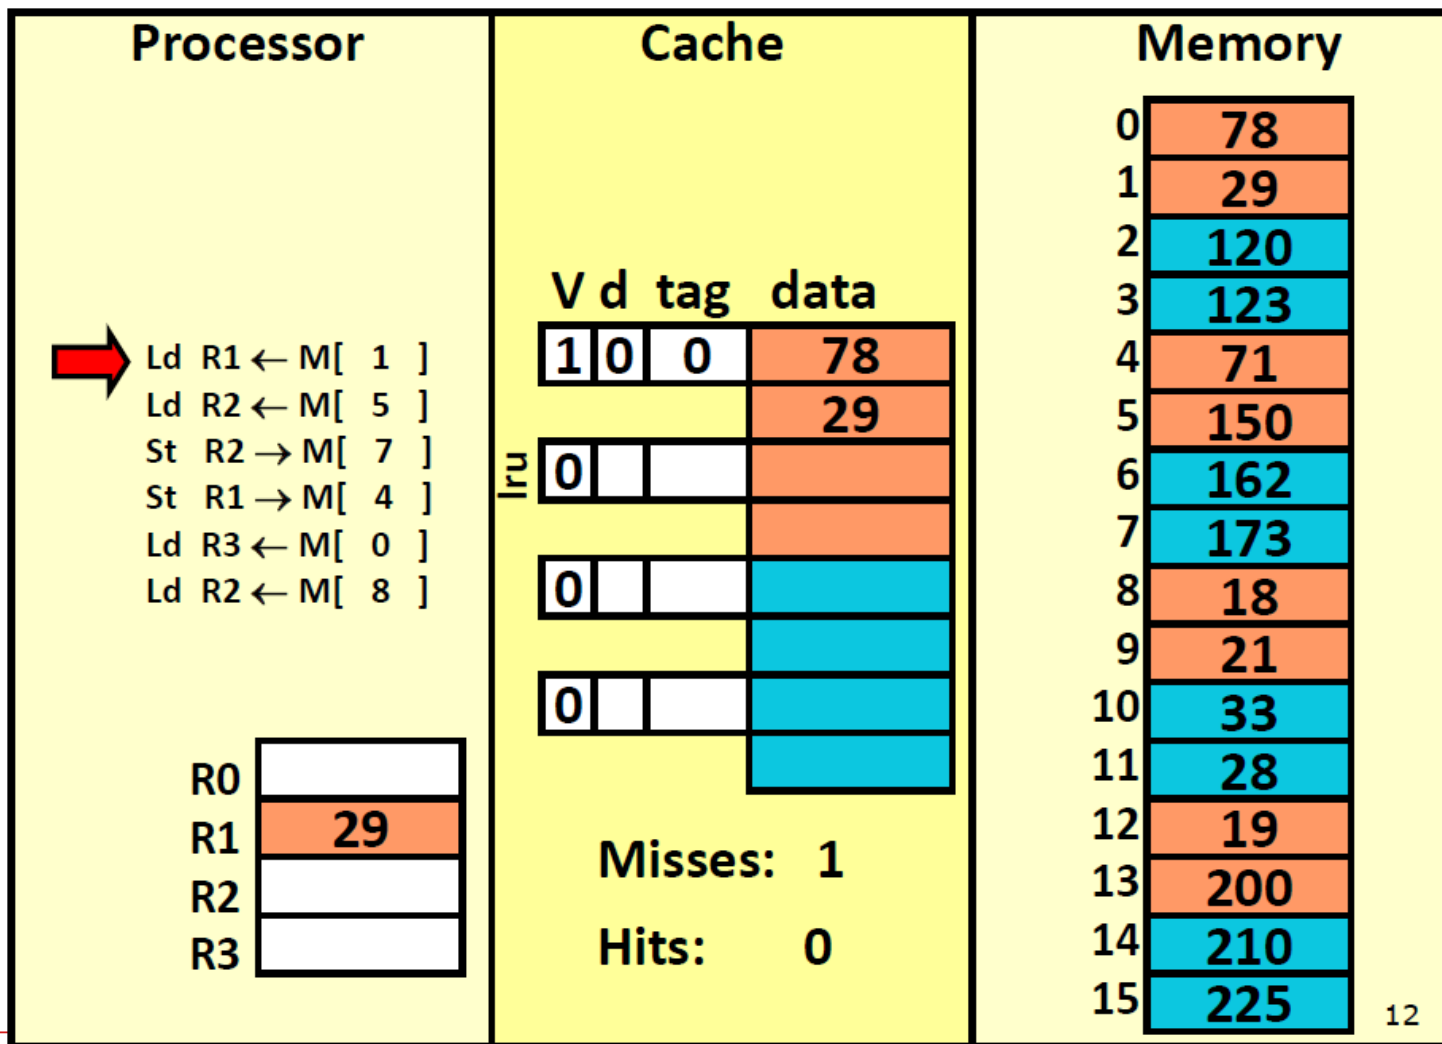 Processor
Ld R1 ← M[ 1 ]
Ld R2 ← M[ 5 ]
St R2 → M[ 7 ]
St R1 → M[ 4 ]
Ld R3 ← M[ 0 ]
Ld R2 ← M[ 8 ]
R0
R1 29
R2
R3
Cache
V d tag data
1 0 0 78
29
lru 0
0
0
Misses: 1
Hits: 0
Memory
0 78
1 29
2 120
3 123
4 71
5 150
6 162
7 173
8 18
9 21
10 33
11 28
12 19
13 200
14 210
15 225
12